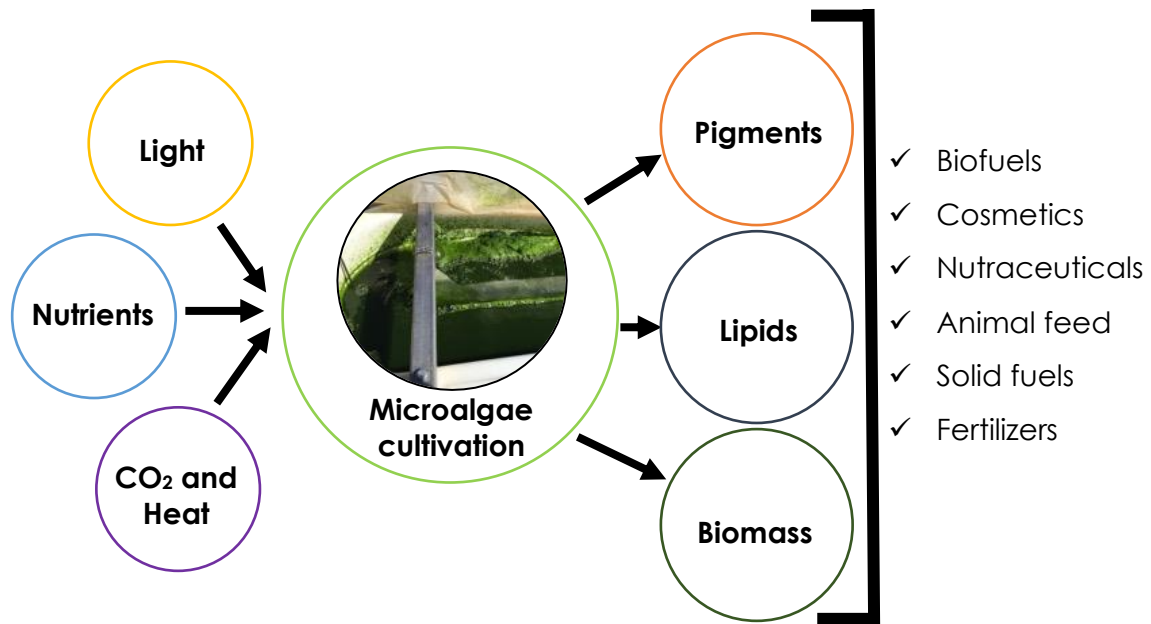 Light
Nutrients
CO₂ and
Heat
Microalgae
cultivation
Pigments
Lipids
Biomass
✓ Biofuels
✓ Cosmetics
✓ Nutraceuticals
✓ Animal feed
✓ Solid fuels
✓ Fertilizers